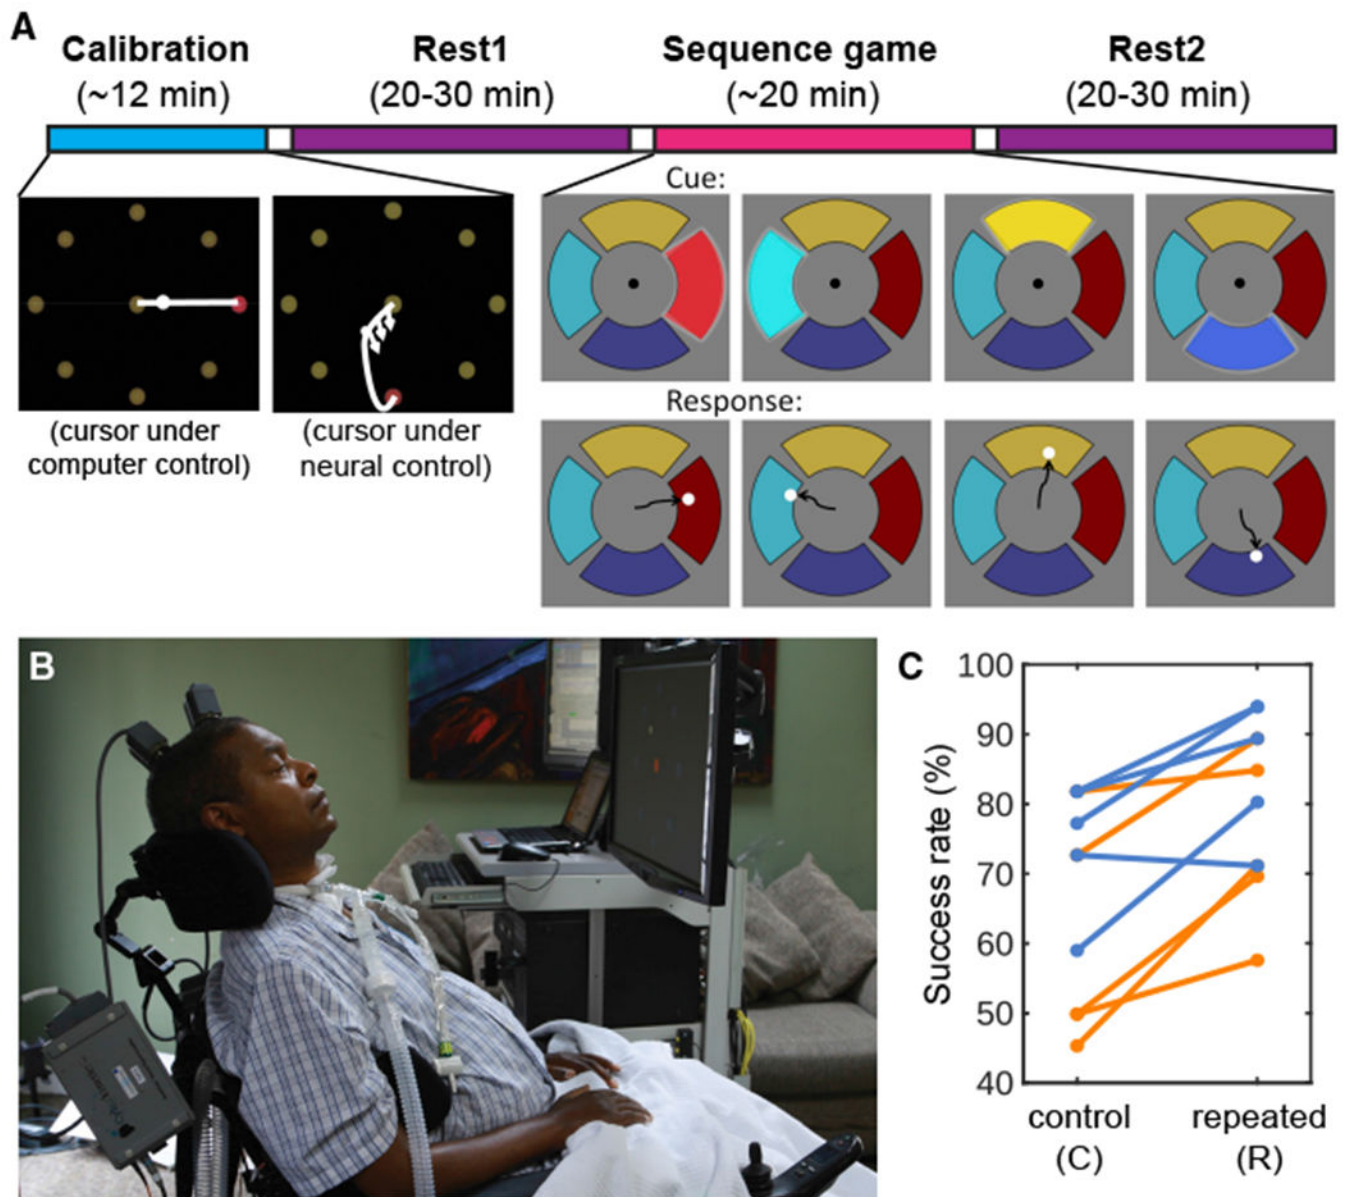 A
Calibration
(~12 min)
Rest1
(20-30 min)
Sequence game
(~20 min)
Rest2
(20-30 min)
Cue:
Response:
(cursor under
computer control)
(cursor under
neural control)
B
C
Success rate (%)
100
90
80
70
60
50
40
control
(C)
repeated
(R)